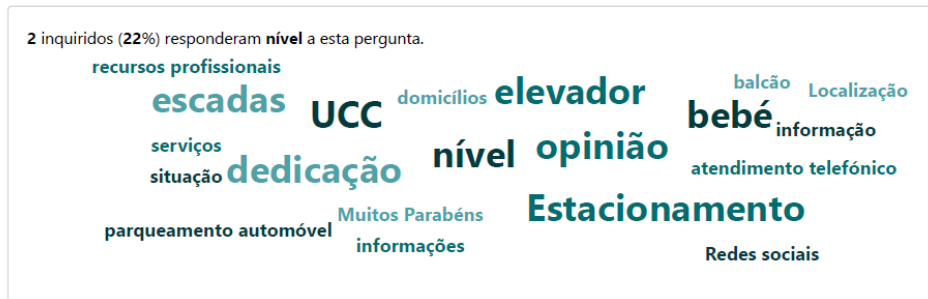 2 inquiridos (22%) responderam nível a esta pergunta.
recursos profissionais
escadas
UCC
domicílios
elevador
balcão
Localização
bebé
informação
serviços
situação
dedicação
nível
opinião
atendimento telefónico
Estacionamento
parqueamento automóvel
Muitos Parabéns
informações
Redes sociais